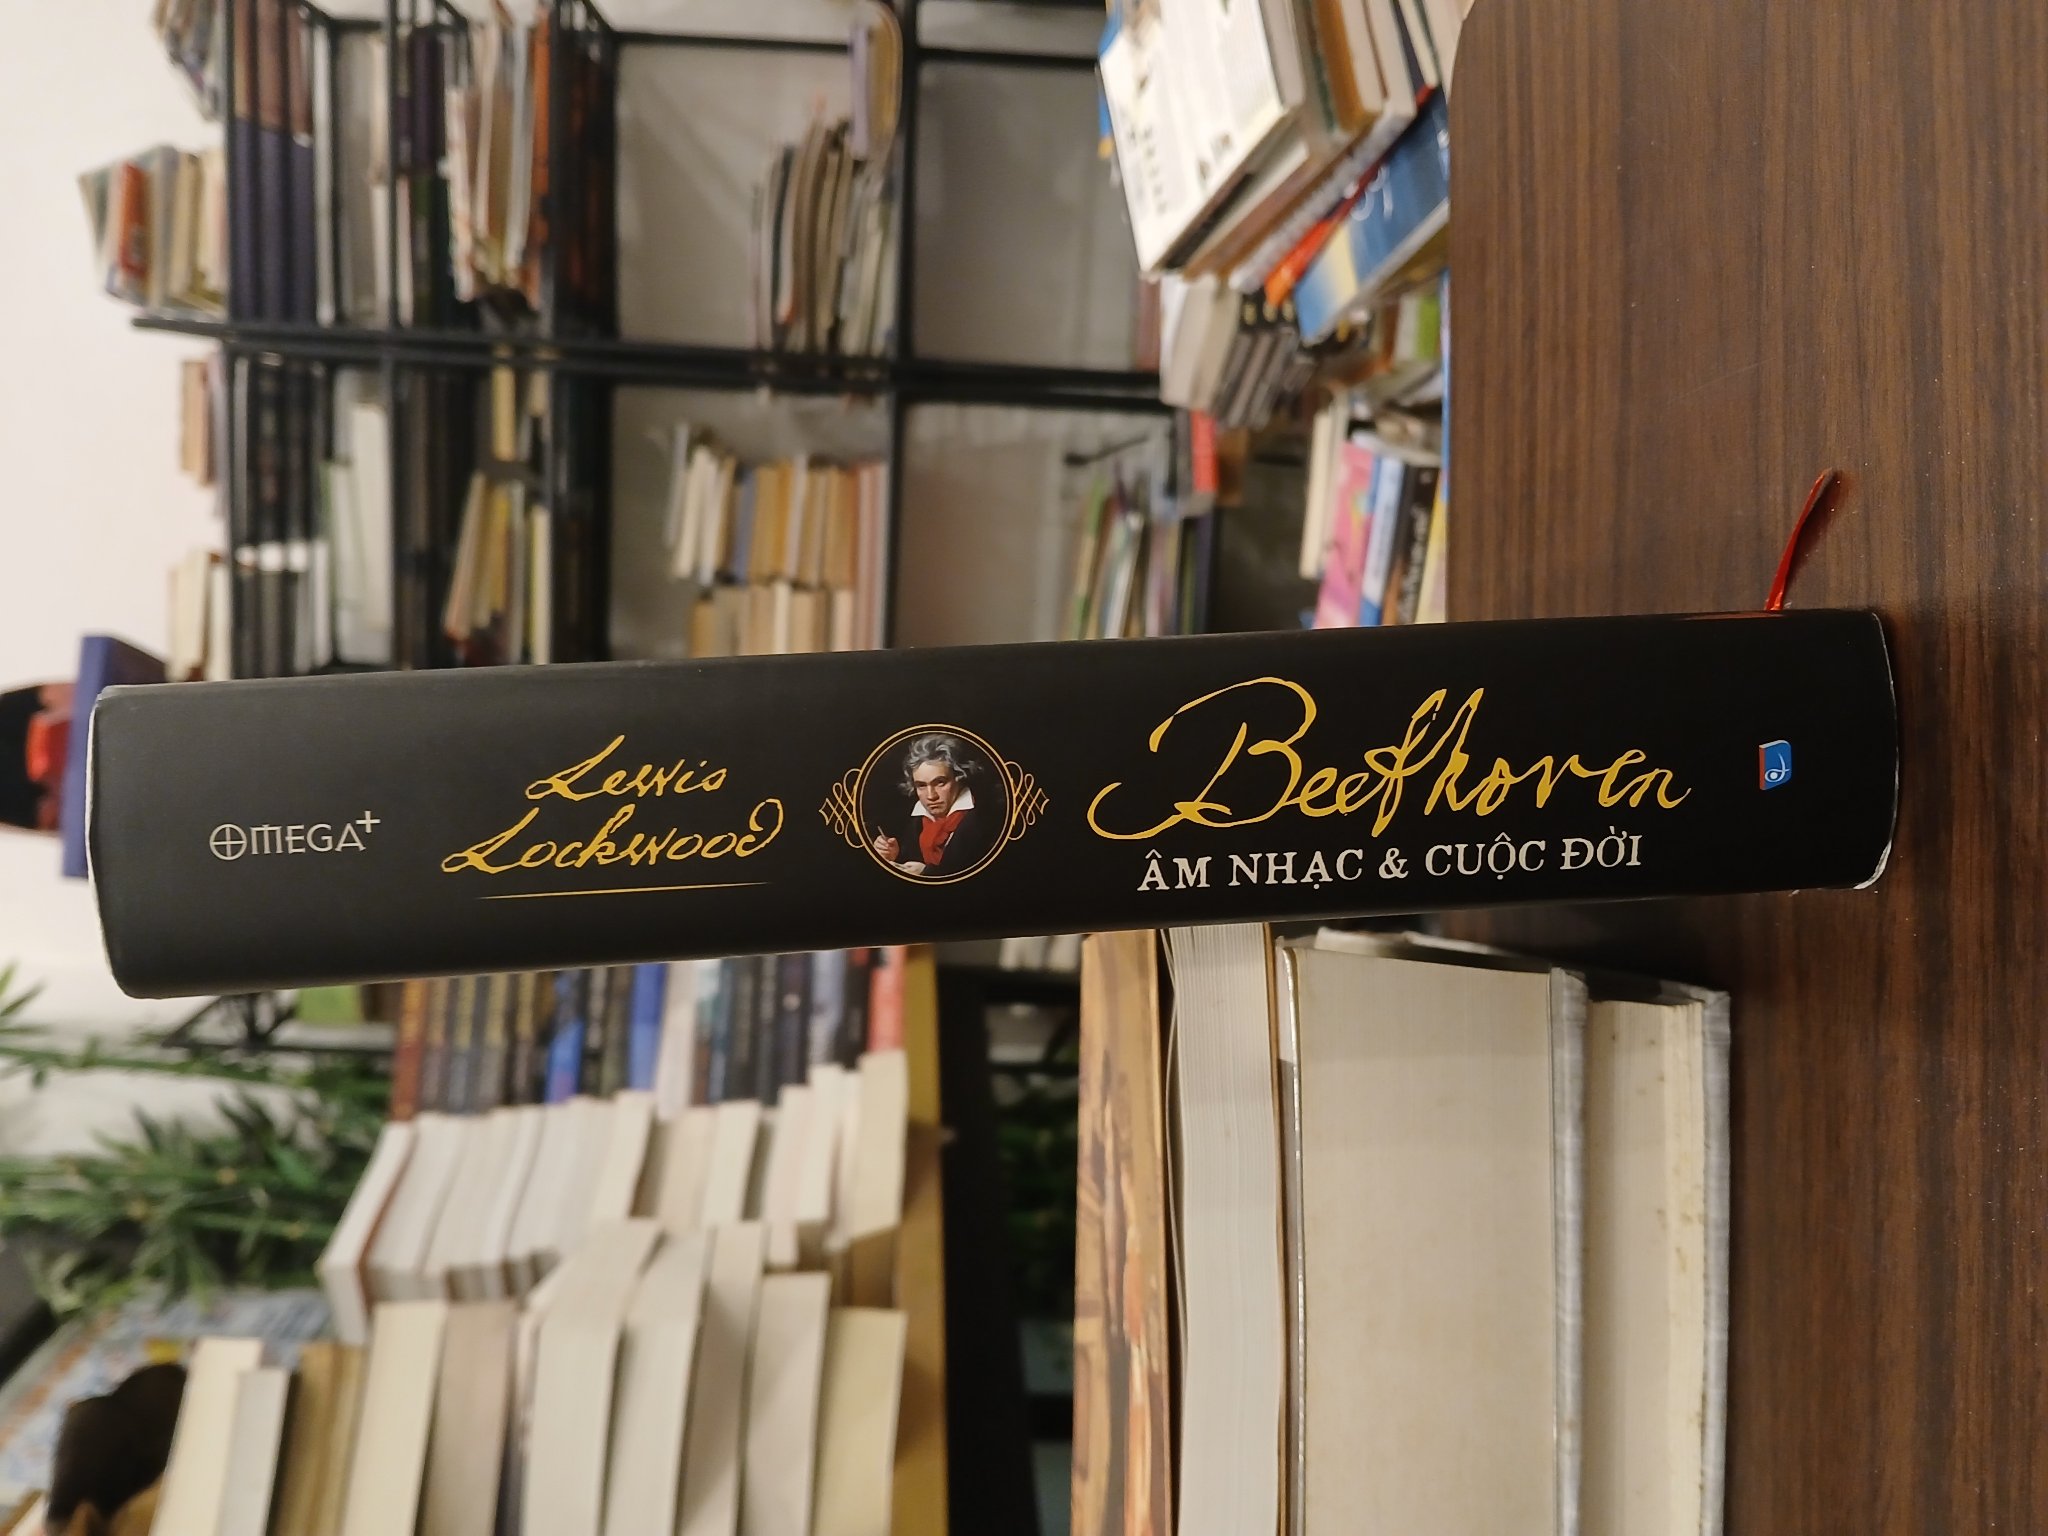 OMEGA+
Lewis
Lockwood
Beethoven
ÂM NHẠC & CUỘC ĐỜI